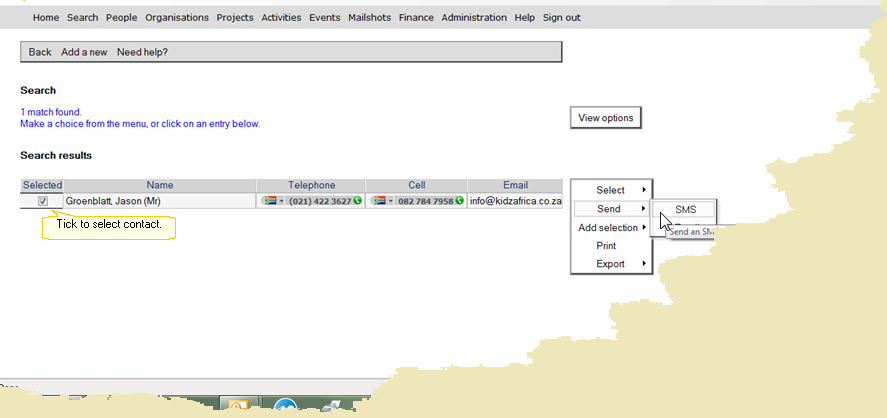 Home Search People Organisations Projects Activities Events Mailshots Finance Administration Help Sign out
Back Add a new Need help?
Search
1 match found.
Make a choice from the menu, or click on an entry below.
View options
Search results
Selected Name Telephone Cell Email
Groenblatt, Jason (Mr) (021) 422 3627 082 784 7958 info@kidzafrica.co.za
Tick to select contact.
Select
Send
SMS
Send an SM
Add selection
Print
Export